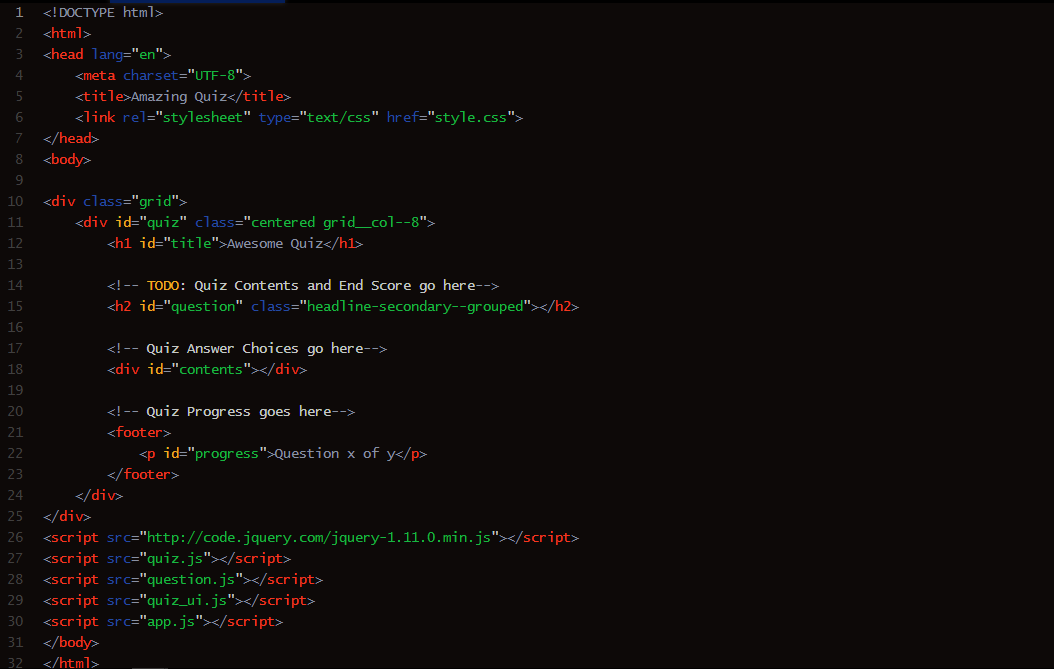 1 <!DOCTYPE html>
2 <html>
3 <head lang="en">
4     <meta charset="UTF-8">
5     <title>Amazing Quiz</title>
6     <link rel="stylesheet" type="text/css" href="style.css">
7 </head>
8 <body>
9
10 <div class="grid">
11     <div id="quiz" class="centered grid__col--8">
12         <h1 id="title">Awesome Quiz</h1>
13
14         <!-- TODO: Quiz Contents and End Score go here-->
15         <h2 id="question" class="headline-secondary--grouped"></h2>
16
17         <!-- Quiz Answer Choices go here-->
18         <div id="contents"></div>
19
20         <!-- Quiz Progress goes here-->
21         <footer>
22             <p id="progress">Question x of y</p>
23         </footer>
24     </div>
25 </div>
26 <script src="http://code.jquery.com/jquery-1.11.0.min.js"></script>
27 <script src="quiz.js"></script>
28 <script src="question.js"></script>
29 <script src="quiz_ui.js"></script>
30 <script src="app.js"></script>
31 </body>
32 </html>